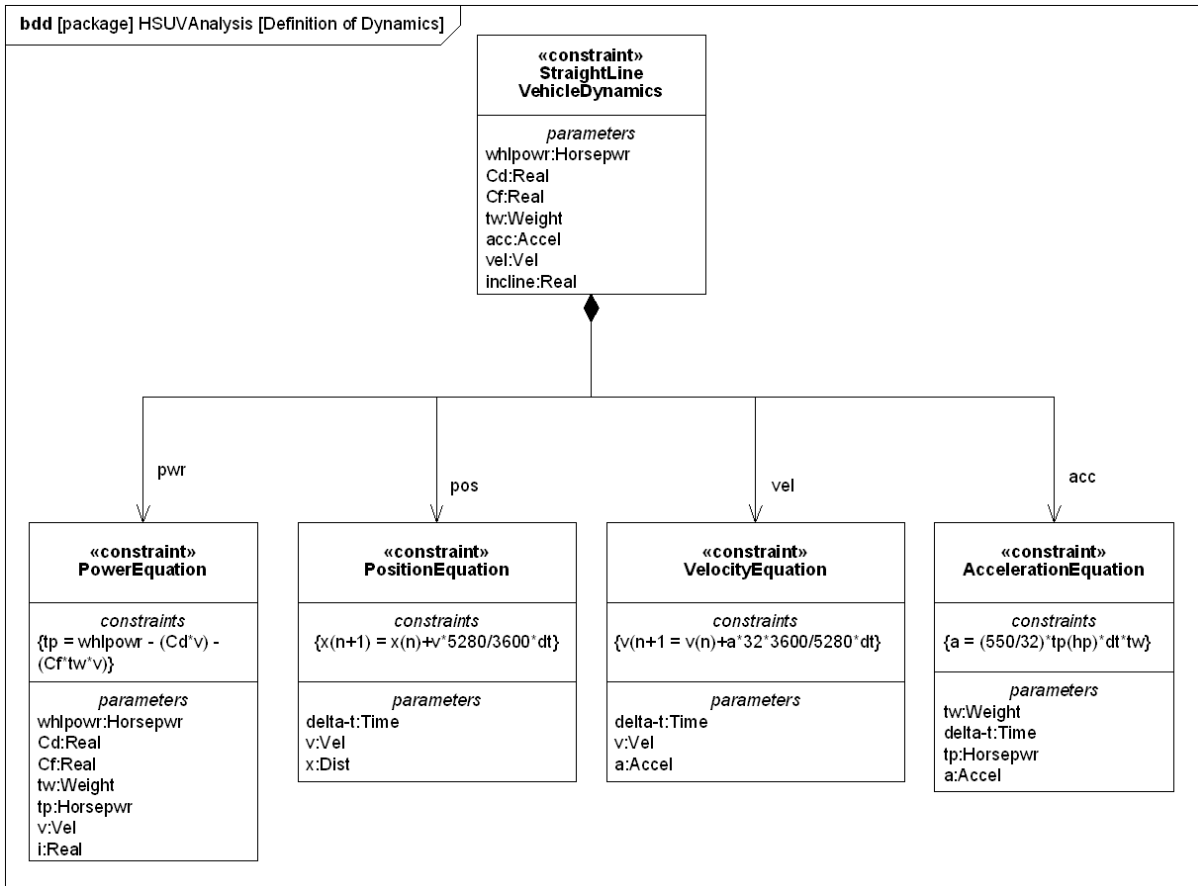 bdd [package] HSUVAnalysis [Definition of Dynamics]
«constraint»
StraightLine
VehicleDynamics
parameters
whlpowr:Horsepwr
Cd:Real
Cf:Real
tw:Weight
acc:Accel
vel:Vel
incline:Real
pwr
pos
vel
acc
«constraint»
PowerEquation
constraints
{tp = whlpowr - (Cd*v) -
(Cf*tw*v)}
parameters
whlpowr:Horsepwr
Cd:Real
Cf:Real
tw:Weight
tp:Horsepwr
v:Vel
i:Real
«constraint»
PositionEquation
constraints
{x(n+1) = x(n)+v*5280/3600*dt}
parameters
delta-t:Time
v:Vel
x:Dist
«constraint»
VelocityEquation
constraints
{v(n+1 = v(n)+a*32*3600/5280*dt}
parameters
delta-t:Time
v:Vel
a:Accel
«constraint»
AccelerationEquation
constraints
{a = (550/32)*tp(hp)*dt*tw}
parameters
tw:Weight
delta-t:Time
tp:Horsepwr
a:Accel